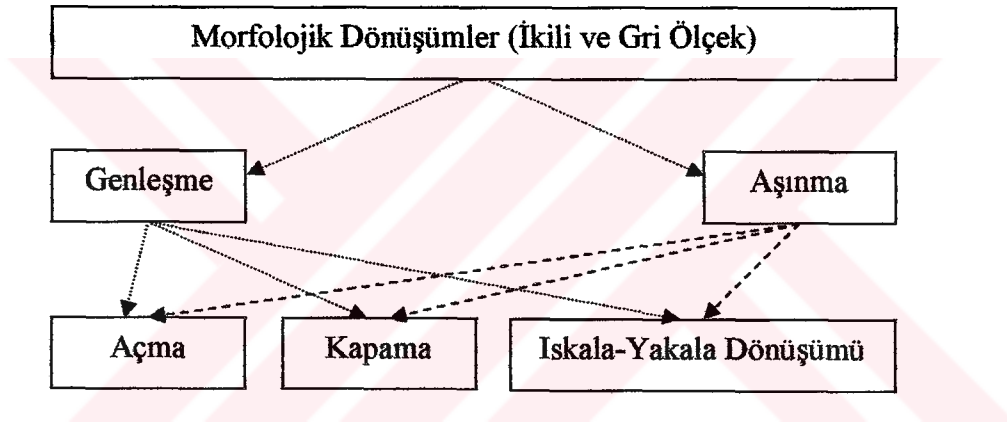 Morfolojik Dönüşümler (İkili ve Gri Ölçek)
Genleşme
Aşınma
Açma
Kapama
Iskala-Yakala Dönüşümü